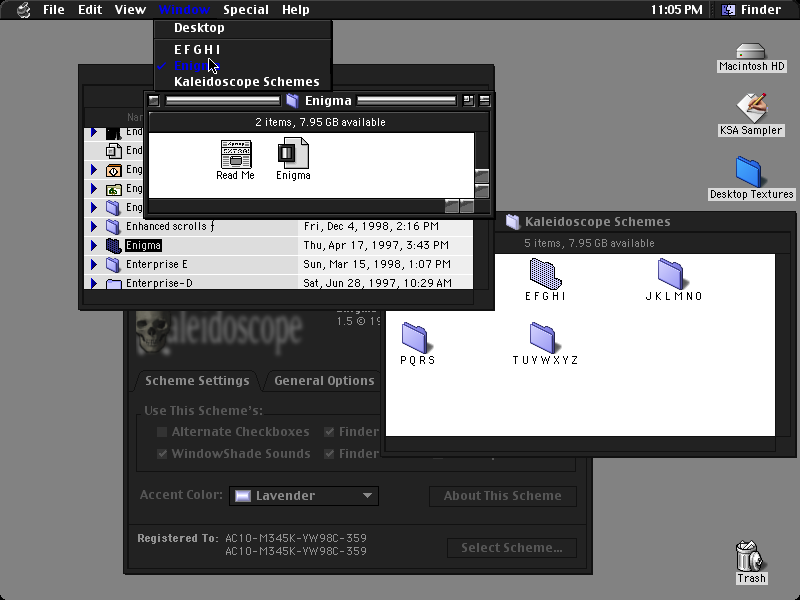 File Edit View Window Special Help 11:05 PM Finder
Desktop
E F G H I
Enigma
Kaleidoscope Schemes
Macintosh HD
KSA Sampler
Desktop Textures
Trash
Enigma
2 items, 7.95 GB available
Read Me
Enigma
Na
End
End
Eng
Eng
Eng
Enhanced scrolls ƒ Fri, Dec 4, 1998, 2:16 PM
Enigma Thu, Apr 17, 1997, 3:43 PM
Enterprise E Sun, Mar 15, 1998, 1:07 PM
Enterprise-D Sat, Jun 28, 1997, 10:29 AM
Kaleidoscope Schemes
5 items, 7.95 GB available
E F G H I
J K L M N O
P Q R S
T U V W X Y Z
Kaleidoscope
1.5 © 19
Scheme Settings General Options
Use This Scheme's:
Alternate Checkboxes Finder
WindowShade Sounds Finder
Accent Color: Lavender About This Scheme
Registered To: AC10-M345K-VW98C-359
AC10-M345K-VW98C-359
Select Scheme...